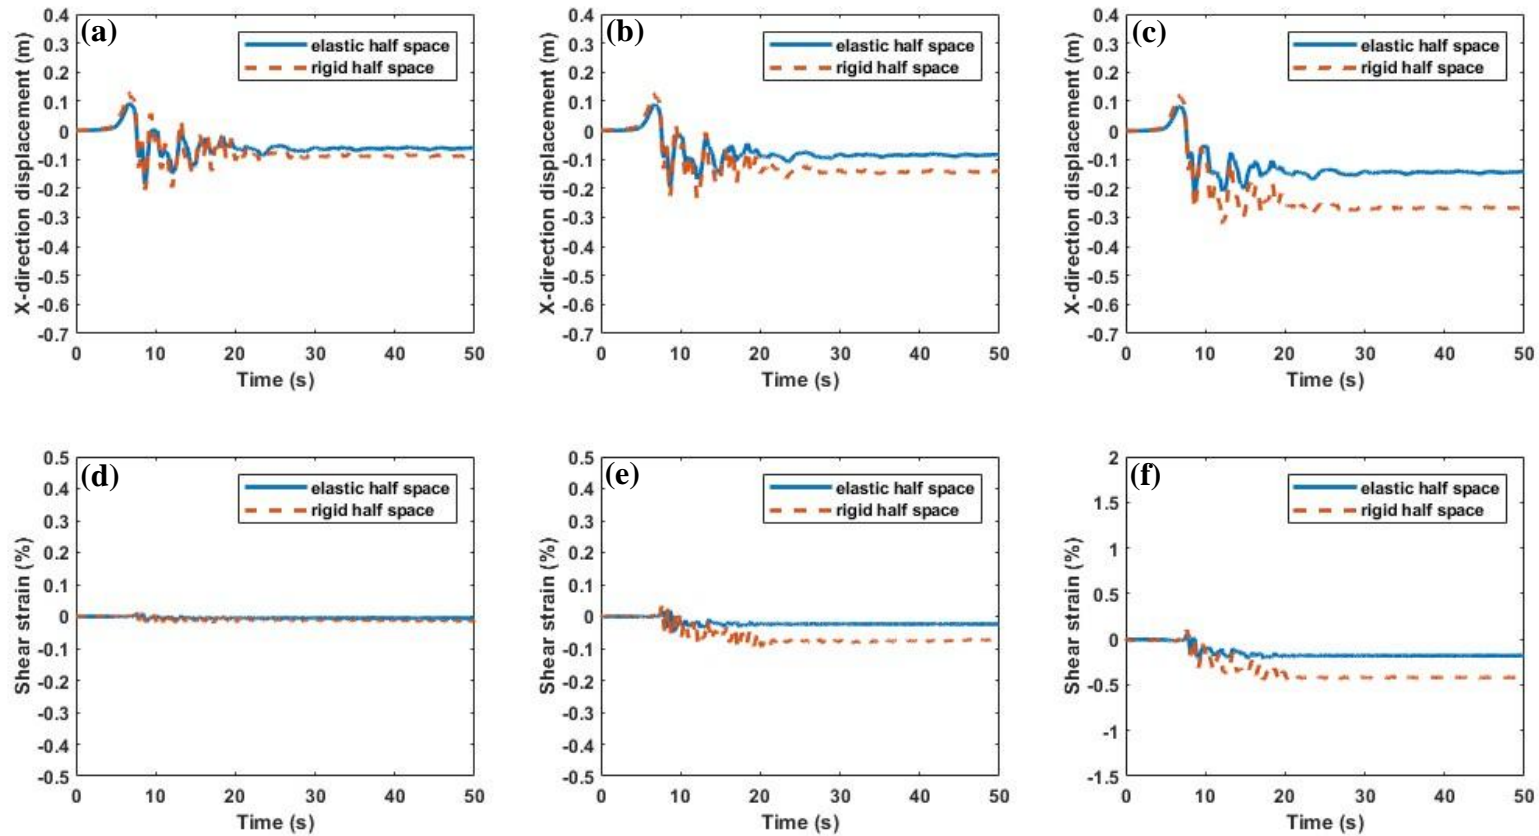 (a)
elastic half space
rigid half space
X-direction displacement (m)
0.4
0.3
0.2
0.1
0
-0.1
-0.2
-0.3
-0.4
-0.5
-0.6
-0.7
0 10 20 30 40 50
Time (s)
(b)
elastic half space
rigid half space
X-direction displacement (m)
0.4
0.3
0.2
0.1
0
-0.1
-0.2
-0.3
-0.4
-0.5
-0.6
-0.7
0 10 20 30 40 50
Time (s)
(c)
elastic half space
rigid half space
X-direction displacement (m)
0.4
0.3
0.2
0.1
0
-0.1
-0.2
-0.3
-0.4
-0.5
-0.6
-0.7
0 10 20 30 40 50
Time (s)
(d)
elastic half space
rigid half space
Shear strain (%)
0.5
0.4
0.3
0.2
0.1
0
-0.1
-0.2
-0.3
-0.4
-0.5
0 10 20 30 40 50
Time (s)
(e)
elastic half space
rigid half space
Shear strain (%)
0.5
0.4
0.3
0.2
0.1
0
-0.1
-0.2
-0.3
-0.4
-0.5
0 10 20 30 40 50
Time (s)
(f)
elastic half space
rigid half space
Shear strain (%)
2
1.5
1
0.5
0
-0.5
-1
-1.5
0 10 20 30 40 50
Time (s)